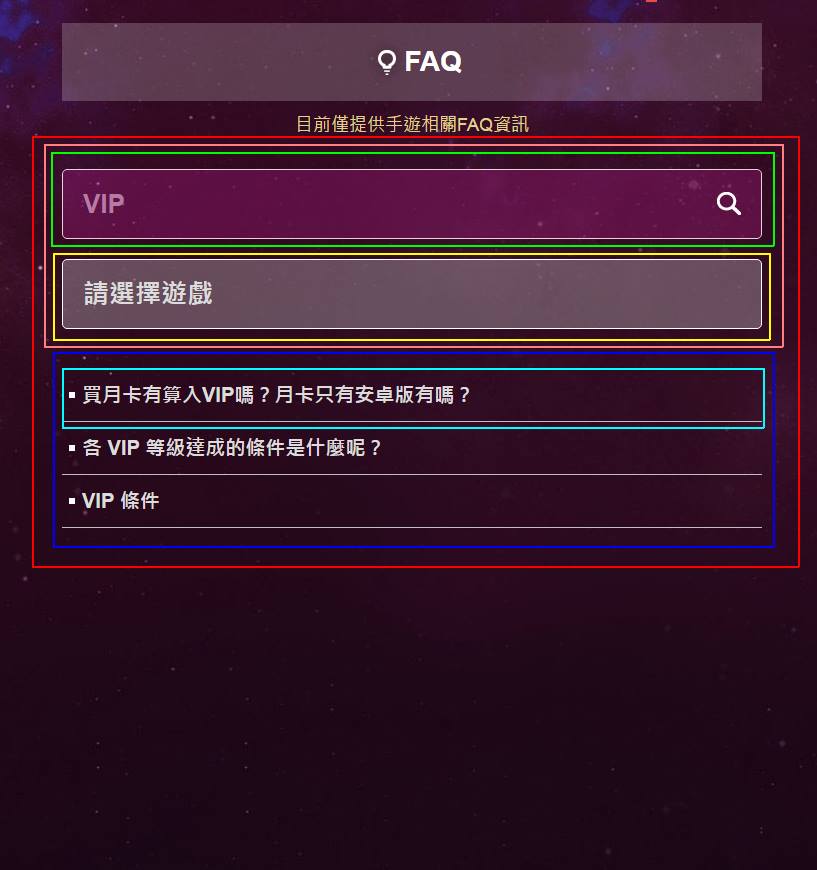 FAQ
目前僅提供手遊相關FAQ資訊
VIP
請選擇遊戲
買月卡有算入VIP嗎？月卡只有安卓版有嗎？
各 VIP 等級達成的條件是什麼呢？
VIP 條件